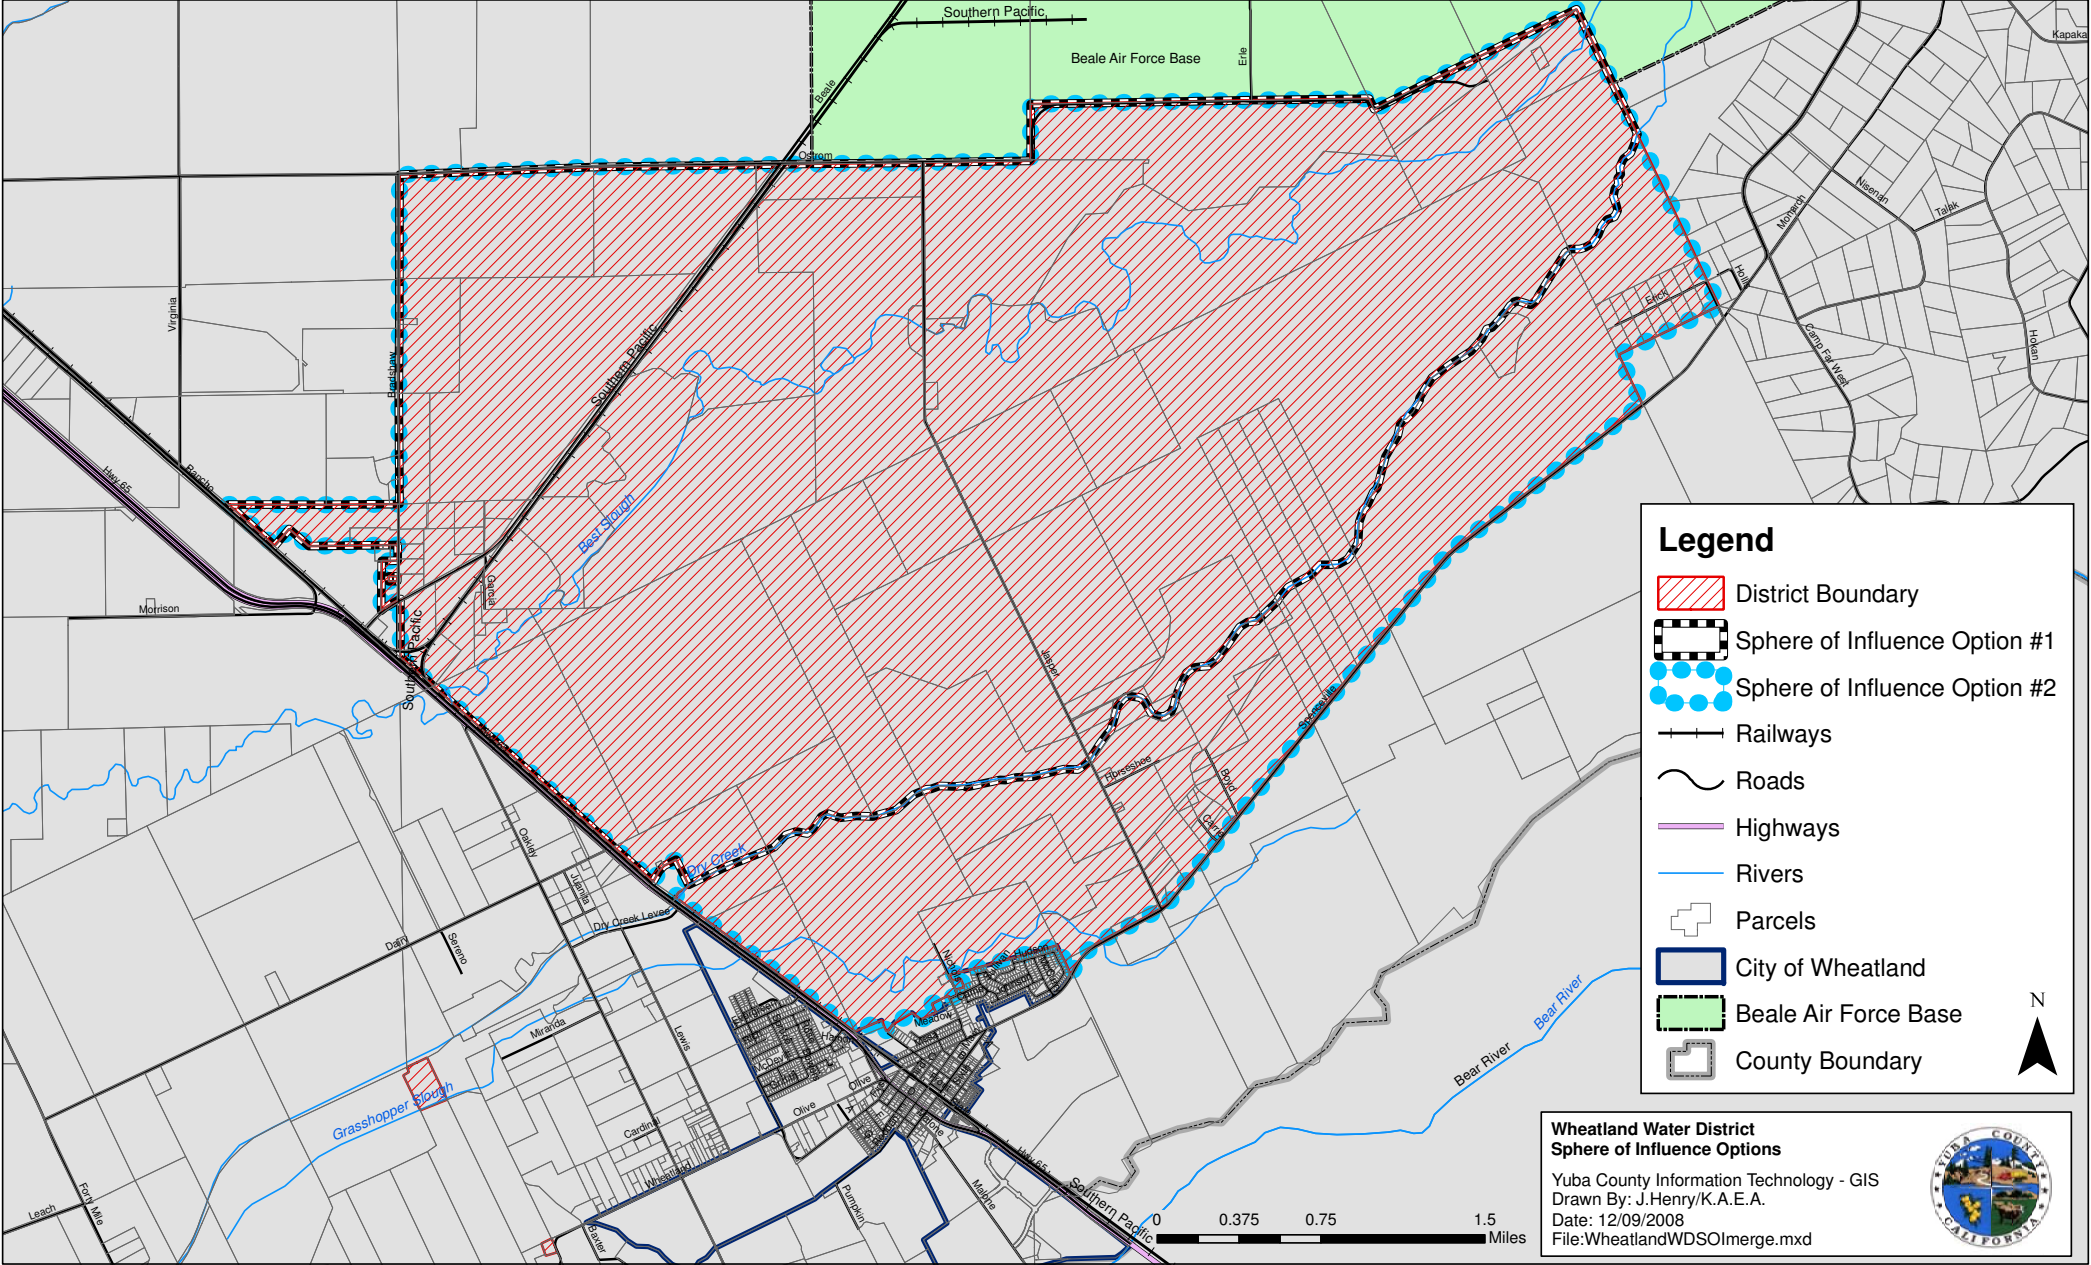 Southern Pacific
Beale Air Force Base
Erle
Kapaka
Beale
Ostrom
Nisenan
Talak
Monarch
Virginia
Erick
Bradshaw
Southern Pacific
Camp Far West
Hokan
Hwy 65
Rancho
Best Slough
Garcia
Morrison
Southern Pacific
Jasper
Spenceville
Horseshoe
Boyd
Oakley
Dry Creek
Juanita
Dry Creek Levee
Dairy
Sereno
Hudson
Meadow
Miranda
Lewis
Olive
Olive
Grasshopper Slough
Cardinal
Wheatland
Malone
Hwy 65
Southern Pacific
Pumpkin
Baxter
Leach
Forty Mile
Bear River
Bear River
Legend
District Boundary
Sphere of Influence Option #1
Sphere of Influence Option #2
Railways
Roads
Highways
Rivers
Parcels
City of Wheatland
Beale Air Force Base
County Boundary
N
0 0.375 0.75 1.5
Miles
Wheatland Water District
Sphere of Influence Options
Yuba County Information Technology - GIS
Drawn By: J.Henry/K.A.E.A.
Date: 12/09/2008
File:WheatlandWDSOImerge.mxd
YUBA COUNTY
CALIFORNIA